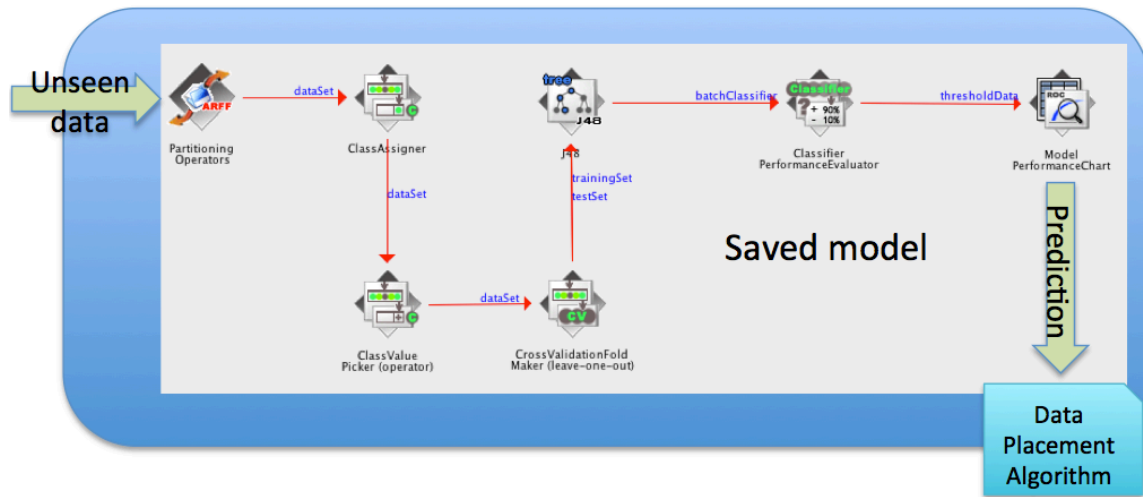 Unseen
data
ARFF
Partitioning
Operators
dataSet
C
ClassAssigner
dataSet
C
ClassValue
Picker (operator)
dataSet
CV
CrossValidationFold
Maker (leave-one-out)
trainingSet
testSet
tree
J48
J48
batchClassifier
Classifier
?
+ 90%
- 10%
Classifier
PerformanceEvaluator
thresholdData
ROC
Model
PerformanceChart
Saved model
Prediction
Data
Placement
Algorithm